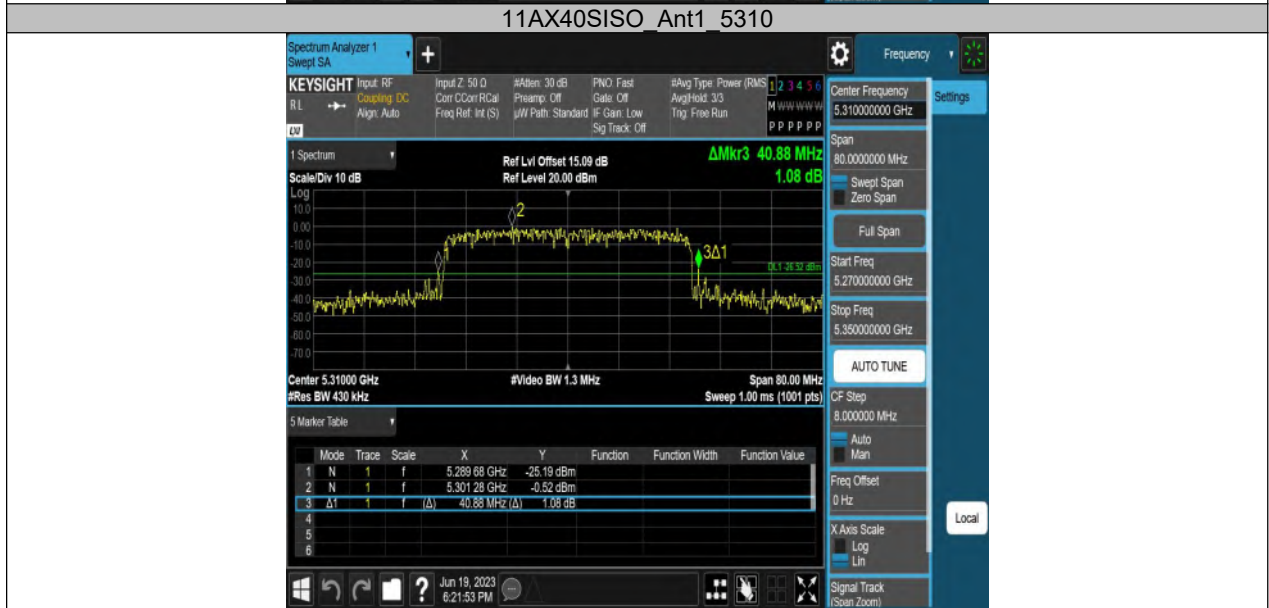 11AX40SISO_Ant1_5310
Spectrum Analyzer 1
Swept SA
+
Frequency
KEYSIGHT
RL
LXI
Input: RF
Coupling: DC
Align: Auto
Input Z: 50 Ω
Corr CCorr RCal
Freq Ref: Int (S)
#Atten: 30 dB
Preamp: Off
µW Path: Standard
PNO: Fast
Gate: Off
IF Gain: Low
Sig Track: Off
#Avg Type: Power (RMS
Avg|Hold: 3/3
Trig: Free Run
1 2 3 4 5 6
M W W W W W
P P P P P P
Center Frequency
5.310000000 GHz
Settings
Span
80.0000000 MHz
Swept Span
Zero Span
Full Span
Start Freq
5.270000000 GHz
Stop Freq
5.350000000 GHz
AUTO TUNE
CF Step
8.000000 MHz
Auto
Man
Freq Offset
0 Hz
X Axis Scale
Log
Lin
Signal Track
(Span Zoom)
Local
1 Spectrum
Scale/Div 10 dB
Ref Lvl Offset 15.09 dB
Ref Level 20.00 dBm
ΔMkr3 40.88 MHz
1.08 dB
Log
10.0
0.00
-10.0
-20.0
-30.0
-40.0
-50.0
-60.0
-70.0
2
3Δ1
DL1 -26.52 dBm
Center 5.31000 GHz
#Video BW 1.3 MHz
Span 80.00 MHz
#Res BW 430 kHz
Sweep 1.00 ms (1001 pts)
5 Marker Table
Mode Trace Scale X Y Function Function Width Function Value
1 N 1 f 5.289 68 GHz -25.19 dBm
2 N 1 f 5.301 28 GHz -0.52 dBm
3 Δ1 1 f (Δ) 40.88 MHz (Δ) 1.08 dB
4
5
6
?
Jun 19, 2023
6:21:53 PM